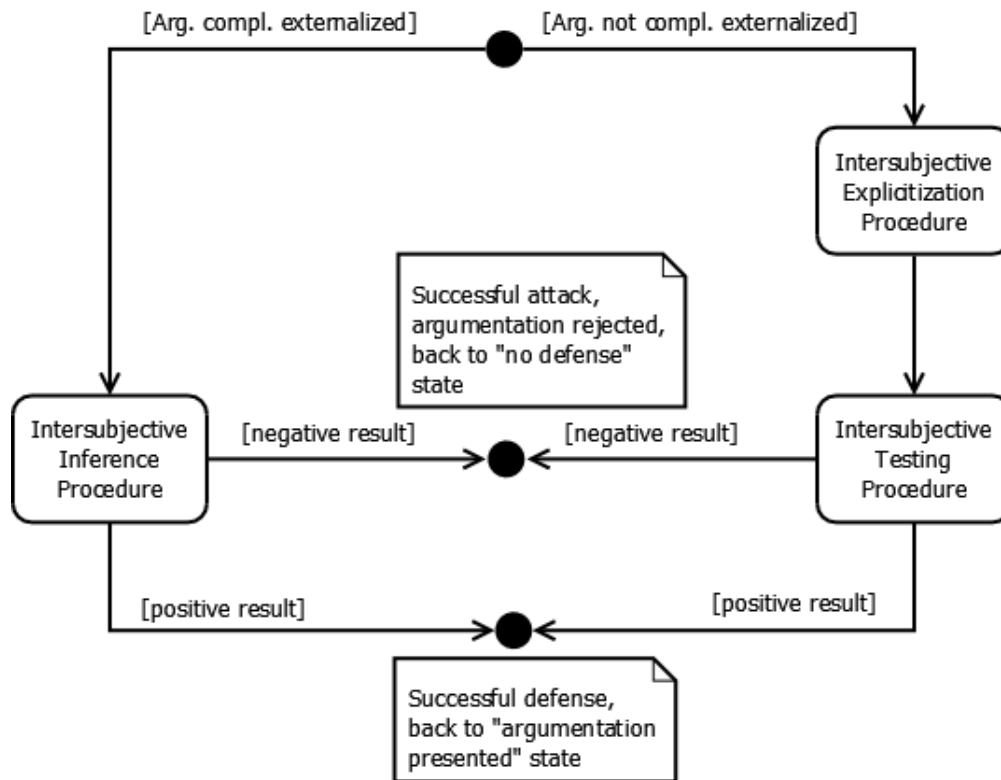 [Arg. compl. externalized]
[Arg. not compl. externalized]
Intersubjective
Explicitization
Procedure
Successful attack,
argumentation rejected,
back to "no defense"
state
Intersubjective
Inference
Procedure
[negative result]
[negative result]
Intersubjective
Testing
Procedure
[positive result]
[positive result]
Successful defense,
back to "argumentation
presented" state